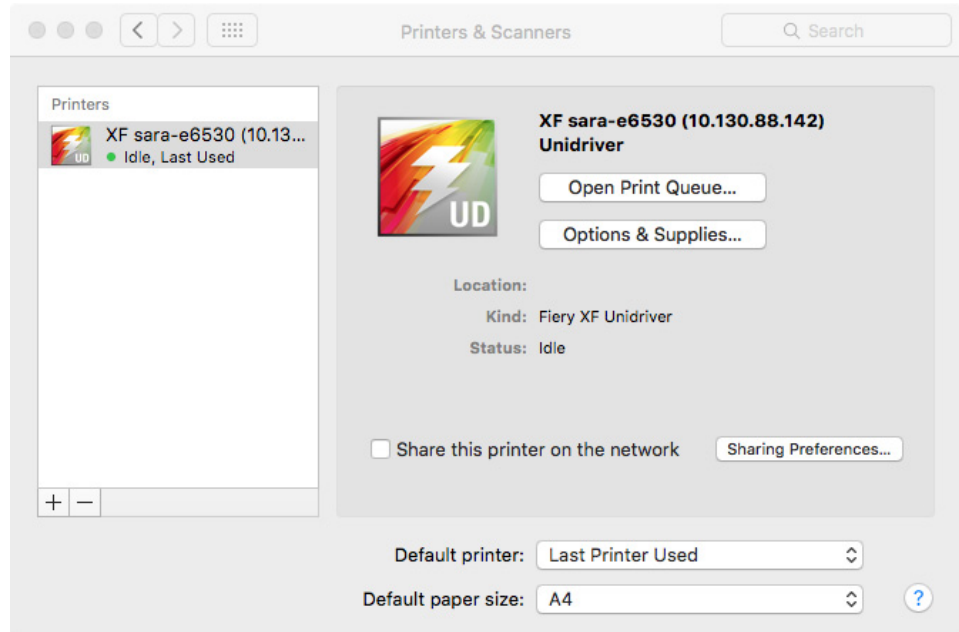 Printers & Scanners
Search
Printers
XF sara-e6530 (10.13...
Idle, Last Used
UD
XF sara-e6530 (10.130.88.142)
Unidriver
UD
Open Print Queue...
Options & Supplies...
Location:
Kind: Fiery XF Unidriver
Status: Idle
Share this printer on the network
Sharing Preferences...
+ −
Default printer: Last Printer Used
Default paper size: A4
?